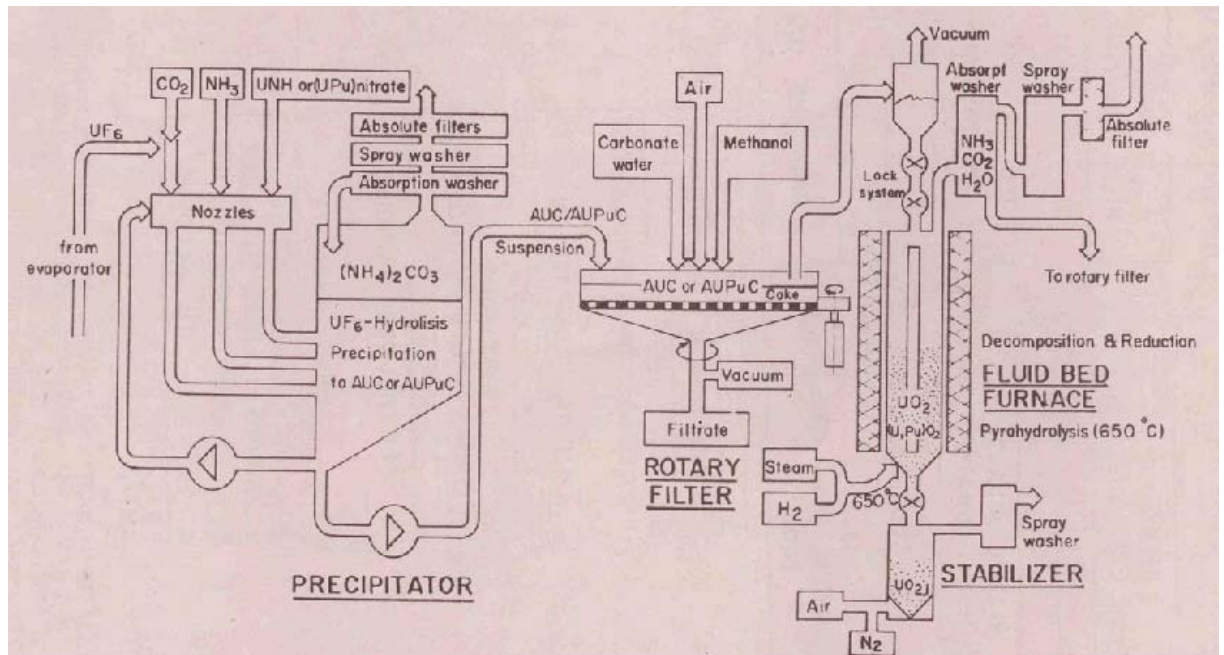 CO2
NH3
UNH or(UPu)nitrate
UF6
Absolute filters
Spray washer
Absorption washer
Nozzles
from
evaporator
(NH4)2 CO3
UF6-Hydrolisis
Precipitation
to AUC or AUPuC
PRECIPITATOR
AUC/AUPuC
Suspension
Air
Carbonate
water
Methanol
AUC or AUPuC
Coke
Vacuum
Filtrate
ROTARY
FILTER
Vacuum
Absorpt
washer
Spray
washer
Absolute
filter
Lock
system
NH3
CO2
H2O
To rotary filter
Decomposition & Reduction
FLUID BED
FURNACE
Pyrahydrolysis (650 °C)
UO2
(U,Pu)O2
Steam
H2
650°C
Spray
washer
STABILIZER
UO2,1
Air
N2